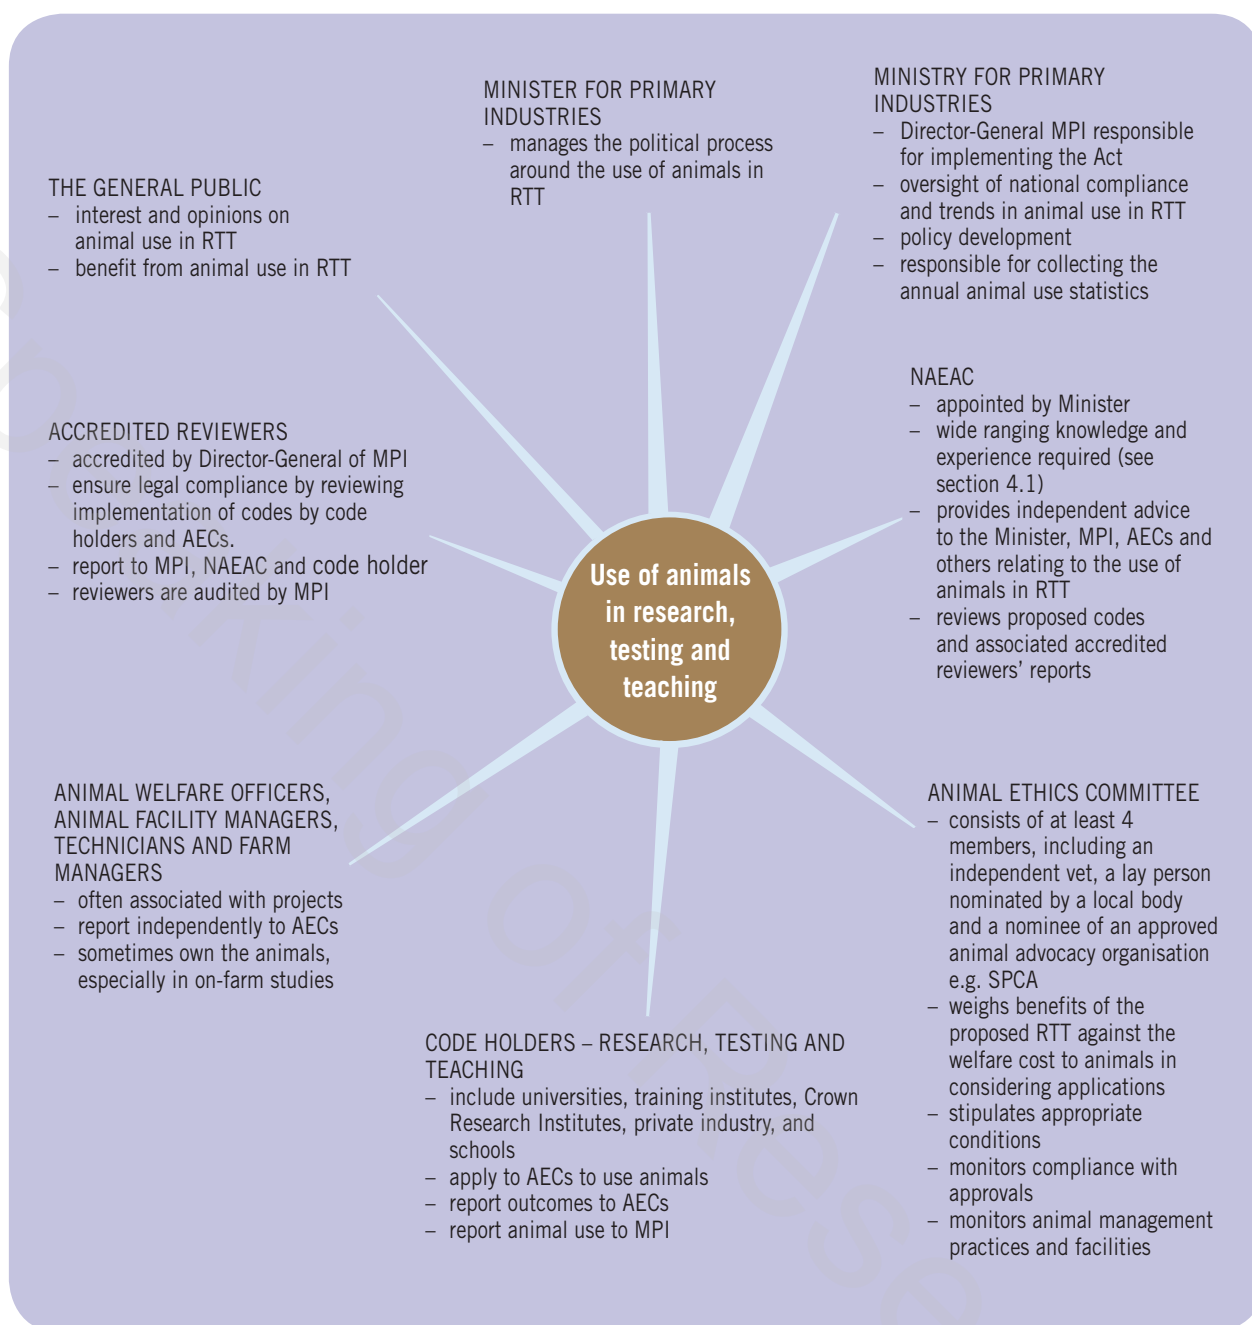 MINISTER FOR PRIMARY
INDUSTRIES
– manages the political process
around the use of animals in
RTT
MINISTRY FOR PRIMARY
INDUSTRIES
– Director-General MPI responsible
for implementing the Act
– oversight of national compliance
and trends in animal use in RTT
– policy development
– responsible for collecting the
annual animal use statistics
THE GENERAL PUBLIC
– interest and opinions on
animal use in RTT
– benefit from animal use in RTT
NAEAC
– appointed by Minister
– wide ranging knowledge and
experience required (see
section 4.1)
– provides independent advice
to the Minister, MPI, AECs and
others relating to the use of
animals in RTT
– reviews proposed codes
and associated accredited
reviewers’ reports
ACCREDITED REVIEWERS
– accredited by Director-General of MPI
– ensure legal compliance by reviewing
implementation of codes by code
holders and AECs.
– report to MPI, NAEAC and code holder
– reviewers are audited by MPI
Use of animals
in research,
testing and
teaching
ANIMAL WELFARE OFFICERS,
ANIMAL FACILITY MANAGERS,
TECHNICIANS AND FARM
MANAGERS
– often associated with projects
– report independently to AECs
– sometimes own the animals,
especially in on-farm studies
ANIMAL ETHICS COMMITTEE
– consists of at least 4
members, including an
independent vet, a lay person
nominated by a local body
and a nominee of an approved
animal advocacy organisation
e.g. SPCA
– weighs benefits of the
proposed RTT against the
welfare cost to animals in
considering applications
– stipulates appropriate
conditions
– monitors compliance with
approvals
– monitors animal management
practices and facilities
CODE HOLDERS – RESEARCH, TESTING AND
TEACHING
– include universities, training institutes, Crown
Research Institutes, private industry, and
schools
– apply to AECs to use animals
– report outcomes to AECs
– report animal use to MPI